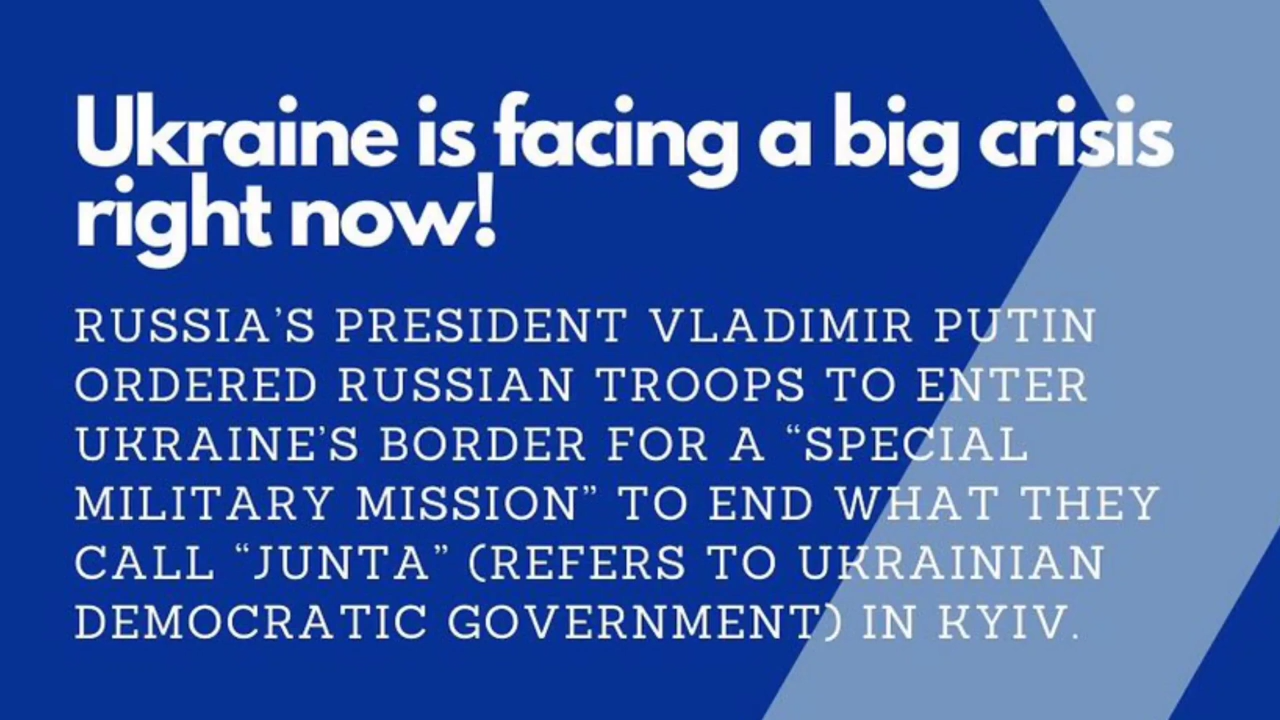 Ukraine is facing a big crisis
right now!
RUSSIA’S PRESIDENT VLADIMIR PUTIN
ORDERED RUSSIAN TROOPS TO ENTER
UKRAINE’S BORDER FOR A “SPECIAL
MILITARY MISSION” TO END WHAT THEY
CALL “JUNTA” (REFERS TO UKRAINIAN
DEMOCRATIC GOVERNMENT) IN KYIV.